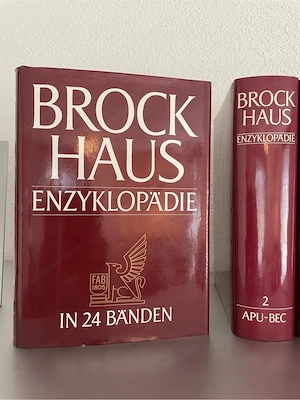 BROCK
HAUS
ENZYKLOPÄDIE
FAB
1805
IN 24 BÄNDEN
BROCK
HAUS
ENZYKLOPÄDIE
2
APU-BEC